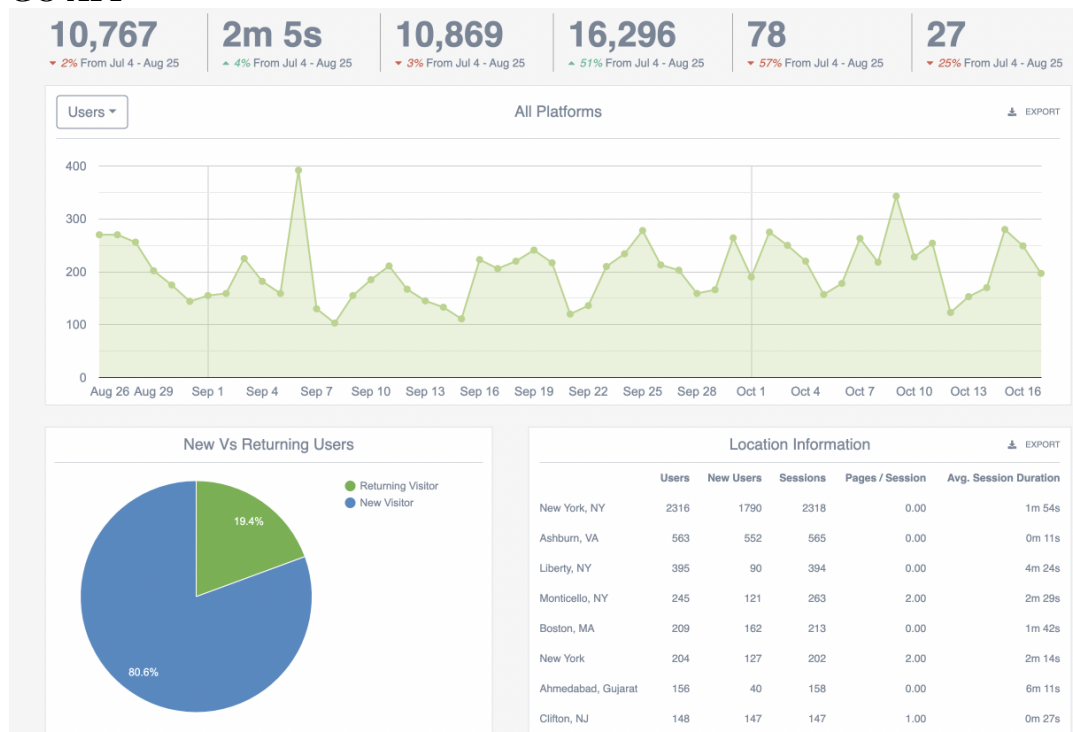 10,767 2m 5s 10,869 16,296 78 27
2% From Jul 4 - Aug 25 4% From Jul 4 - Aug 25 3% From Jul 4 - Aug 25 51% From Jul 4 - Aug 25 57% From Jul 4 - Aug 25 25% From Jul 4 - Aug 25
Users All Platforms EXPORT
400
300
200
100
0
Aug 26 Aug 29 Sep 1 Sep 4 Sep 7 Sep 10 Sep 13 Sep 16 Sep 19 Sep 22 Sep 25 Sep 28 Oct 1 Oct 4 Oct 7 Oct 10 Oct 13 Oct 16
New Vs Returning Users
Returning Visitor
New Visitor
19.4%
80.6%
Location Information EXPORT
Users New Users Sessions Pages / Session Avg. Session Duration
New York, NY 2316 1790 2318 0.00 1m 54s
Ashburn, VA 563 552 565 0.00 0m 11s
Liberty, NY 395 90 394 0.00 4m 24s
Monticello, NY 245 121 263 2.00 2m 29s
Boston, MA 209 162 213 0.00 1m 42s
New York 204 127 202 2.00 2m 14s
Ahmedabad, Gujarat 156 40 158 0.00 6m 11s
Clifton, NJ 148 147 147 1.00 0m 27s